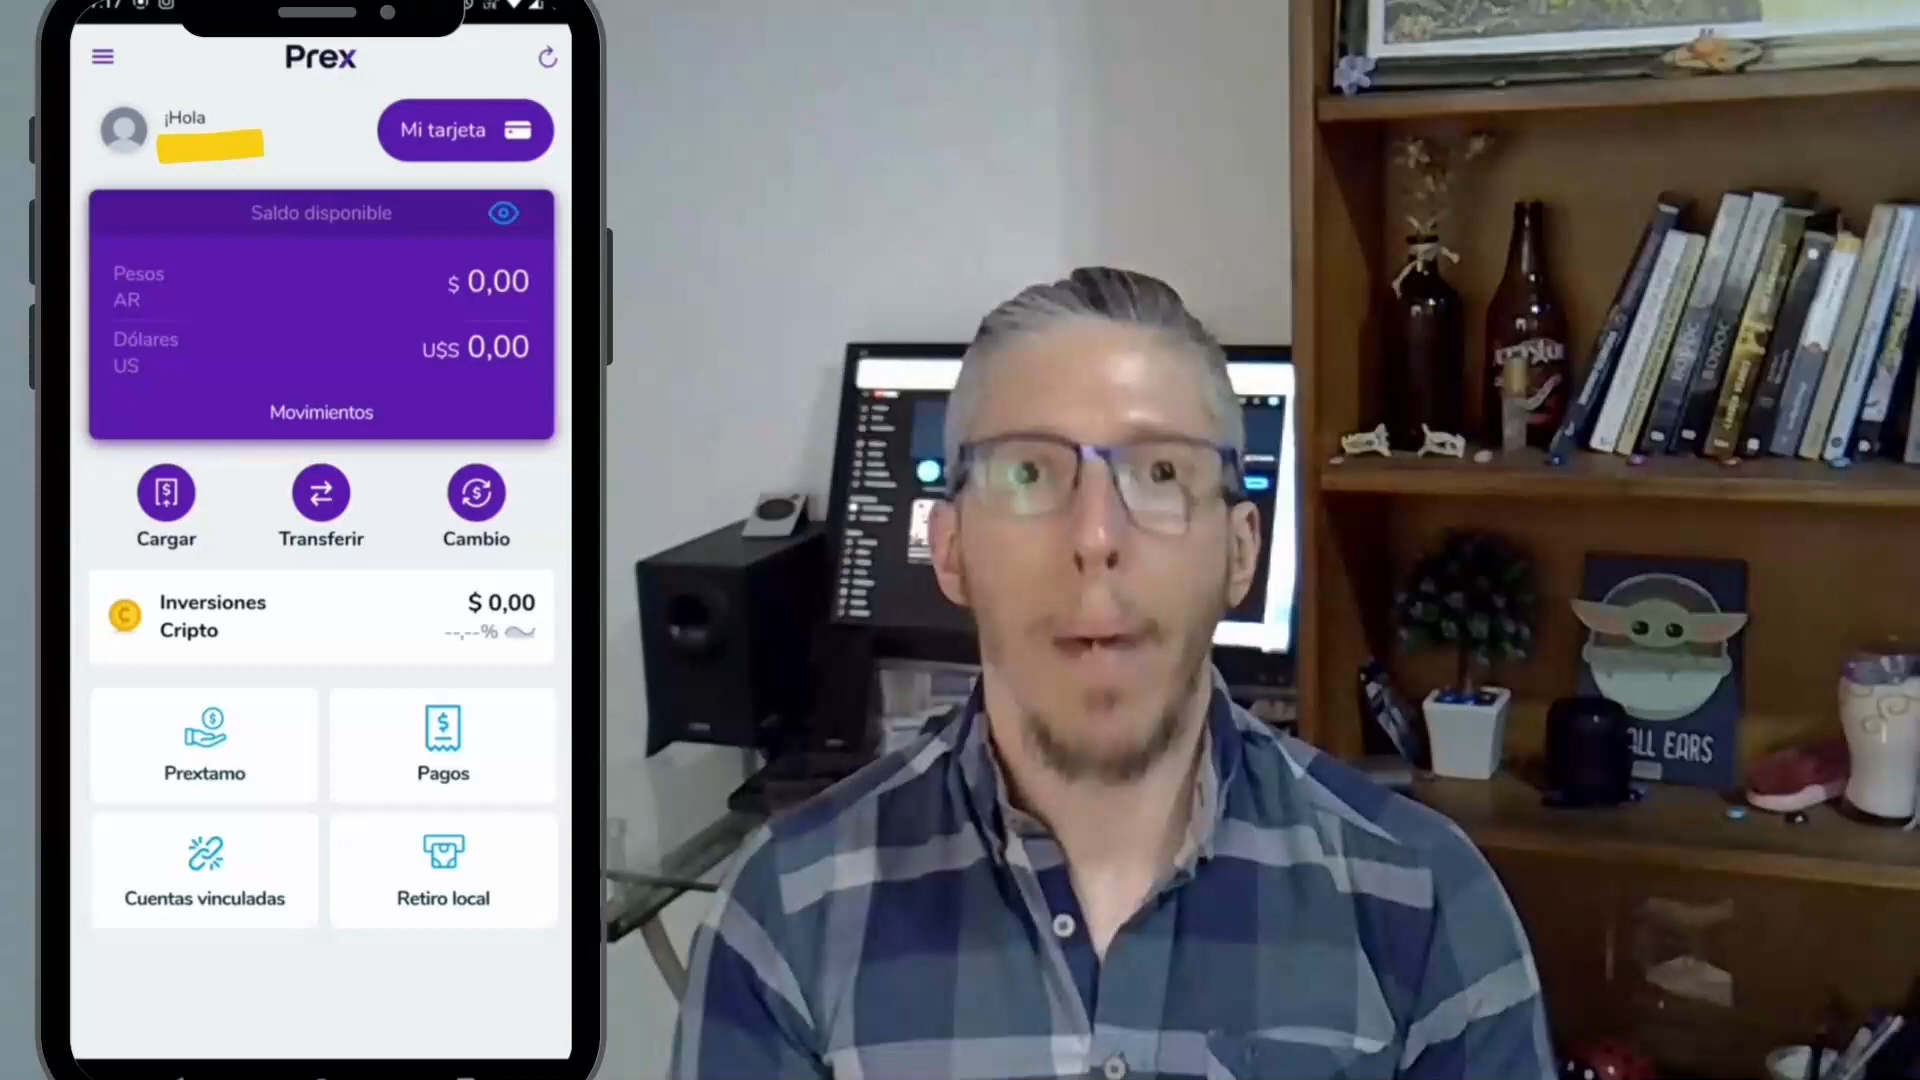 Prex
¡Hola
Mi tarjeta
Saldo disponible
Pesos
AR
$ 0,00
Dólares
US
U$S 0,00
Movimientos
Cargar
Transferir
Cambio
Inversiones
Cripto
$ 0,00
--,--%
Prextamo
Pagos
Cuentas vinculadas
Retiro local
ALL EARS